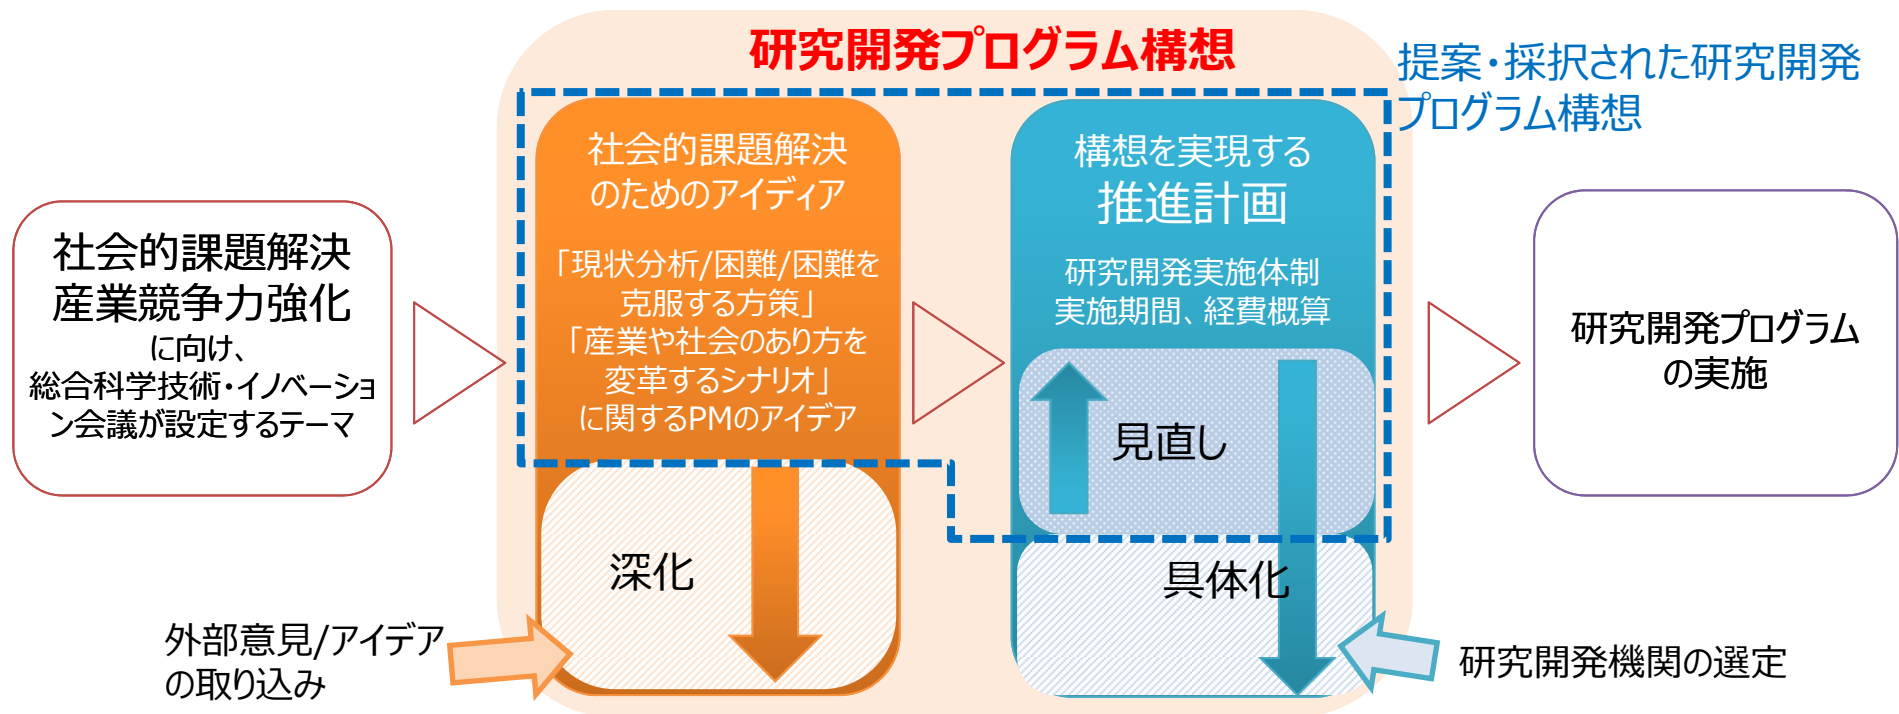 研究開発プログラム構想
提案・採択された研究開発
プログラム構想
社会的課題解決
産業競争力強化
に向け、
総合科学技術・イノベーショ
ン会議が設定するテーマ
社会的課題解決
のためのアイディア
「現状分析/困難/困難を
克服する方策」
「産業や社会のあり方を
変革するシナリオ」
に関するPMのアイデア
深化
構想を実現する
推進計画
研究開発実施体制
実施期間、経費概算
見直し
具体化
研究開発プログラム
の実施
外部意見/アイデア
の取り込み
研究開発機関の選定